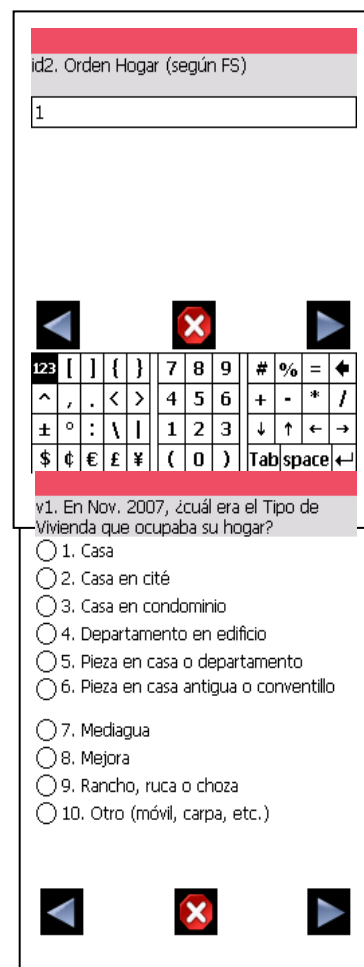 id2. Orden Hogar (según FS)
1
123 [ ] { } 7 8 9 # % = 🡄
^ , . < > 4 5 6 + - * /
± ° : \ | 1 2 3 ↓ ↑ ← →
$ ¢ € £ ¥ ( 0 ) Tab space ↵
v1. En Nov. 2007, ¿cuál era el Tipo de
Vivienda que ocupaba su hogar?
1. Casa
2. Casa en cité
3. Casa en condominio
4. Departamento en edificio
5. Pieza en casa o departamento
6. Pieza en casa antigua o conventillo
7. Mediagua
8. Mejora
9. Rancho, ruca o choza
10. Otro (móvil, carpa, etc.)